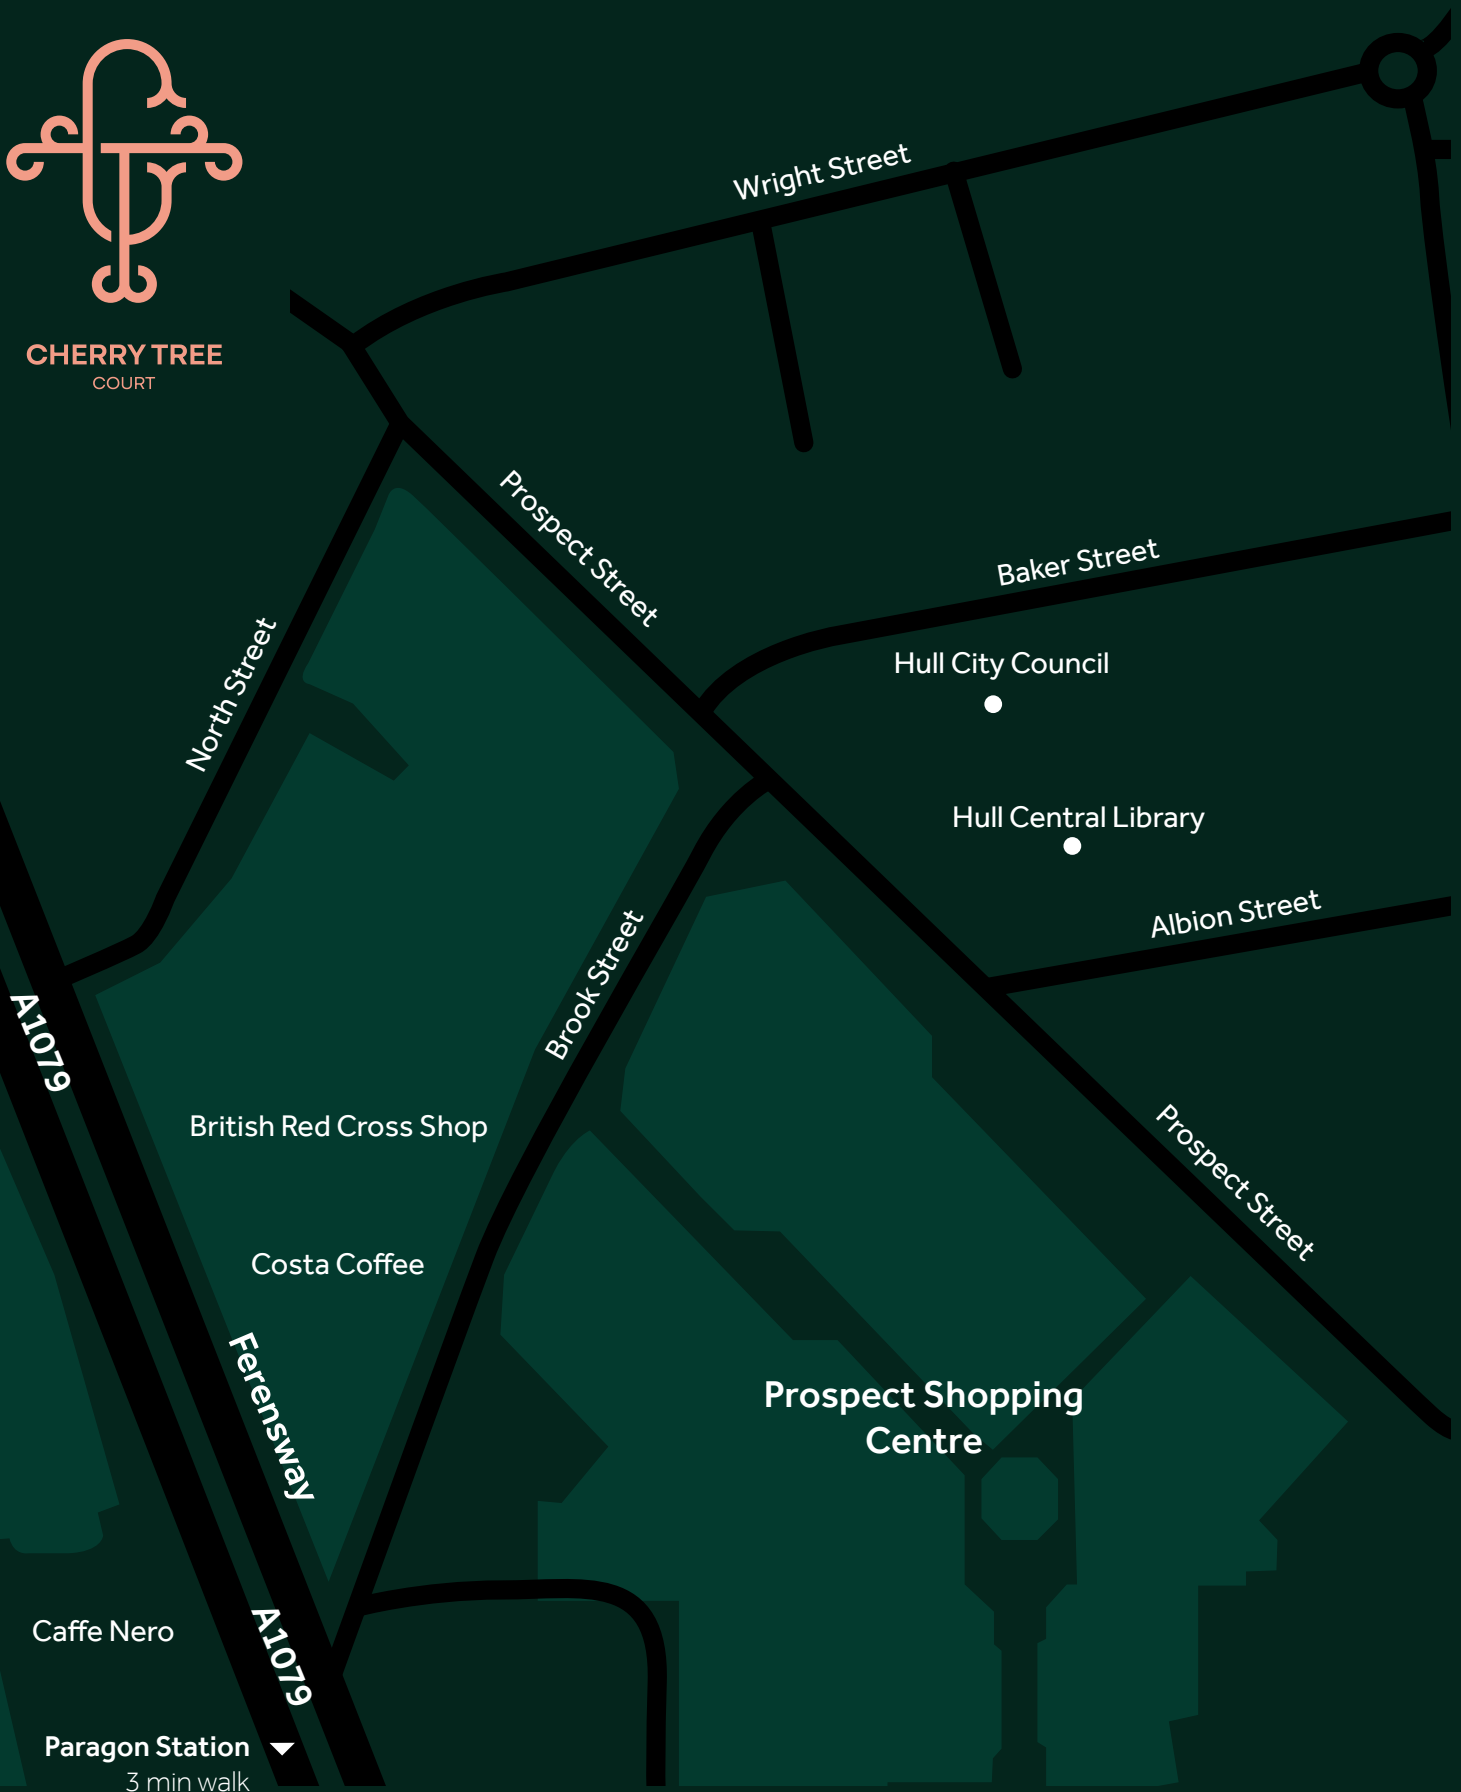 CHERRY TREE
COURT
Wright Street
Prospect Street
Baker Street
North Street
Hull City Council
Hull Central Library
Albion Street
Brook Street
A1079
British Red Cross Shop
Prospect Street
Costa Coffee
Ferensway
Prospect Shopping
Centre
Caffe Nero
A1079
Paragon Station
3 min walk